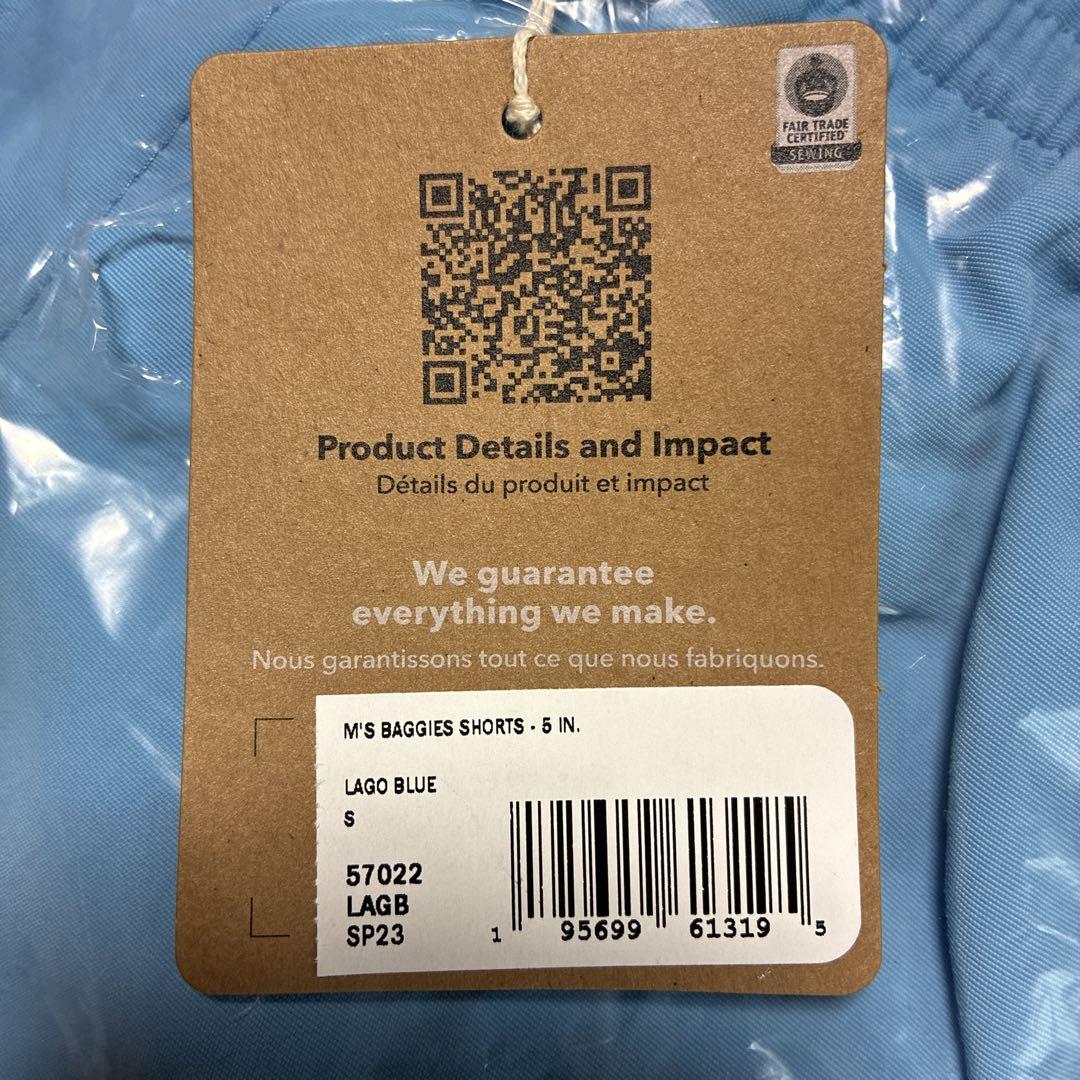 FAIR TRADE
CERTIFIED
SEWING
Product Details and Impact
Détails du produit et impact
We guarantee
everything we make.
Nous garantissons tout ce que nous fabriquons.
M'S BAGGIES SHORTS - 5 IN.
LAGO BLUE
S
57022
LAGB
SP23
1 95699 61319 5